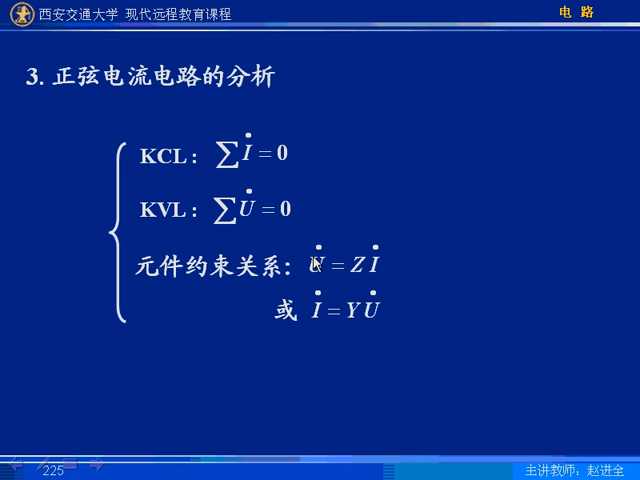 西安交通大学 现代远程教育课程
电 路
3. 正弦电流电路的分析
KCL： ∑İ = 0
KVL： ∑U̇ = 0
元件约束关系： U̇ = Z İ
或 İ = Y U̇
225
主讲教师：赵进全